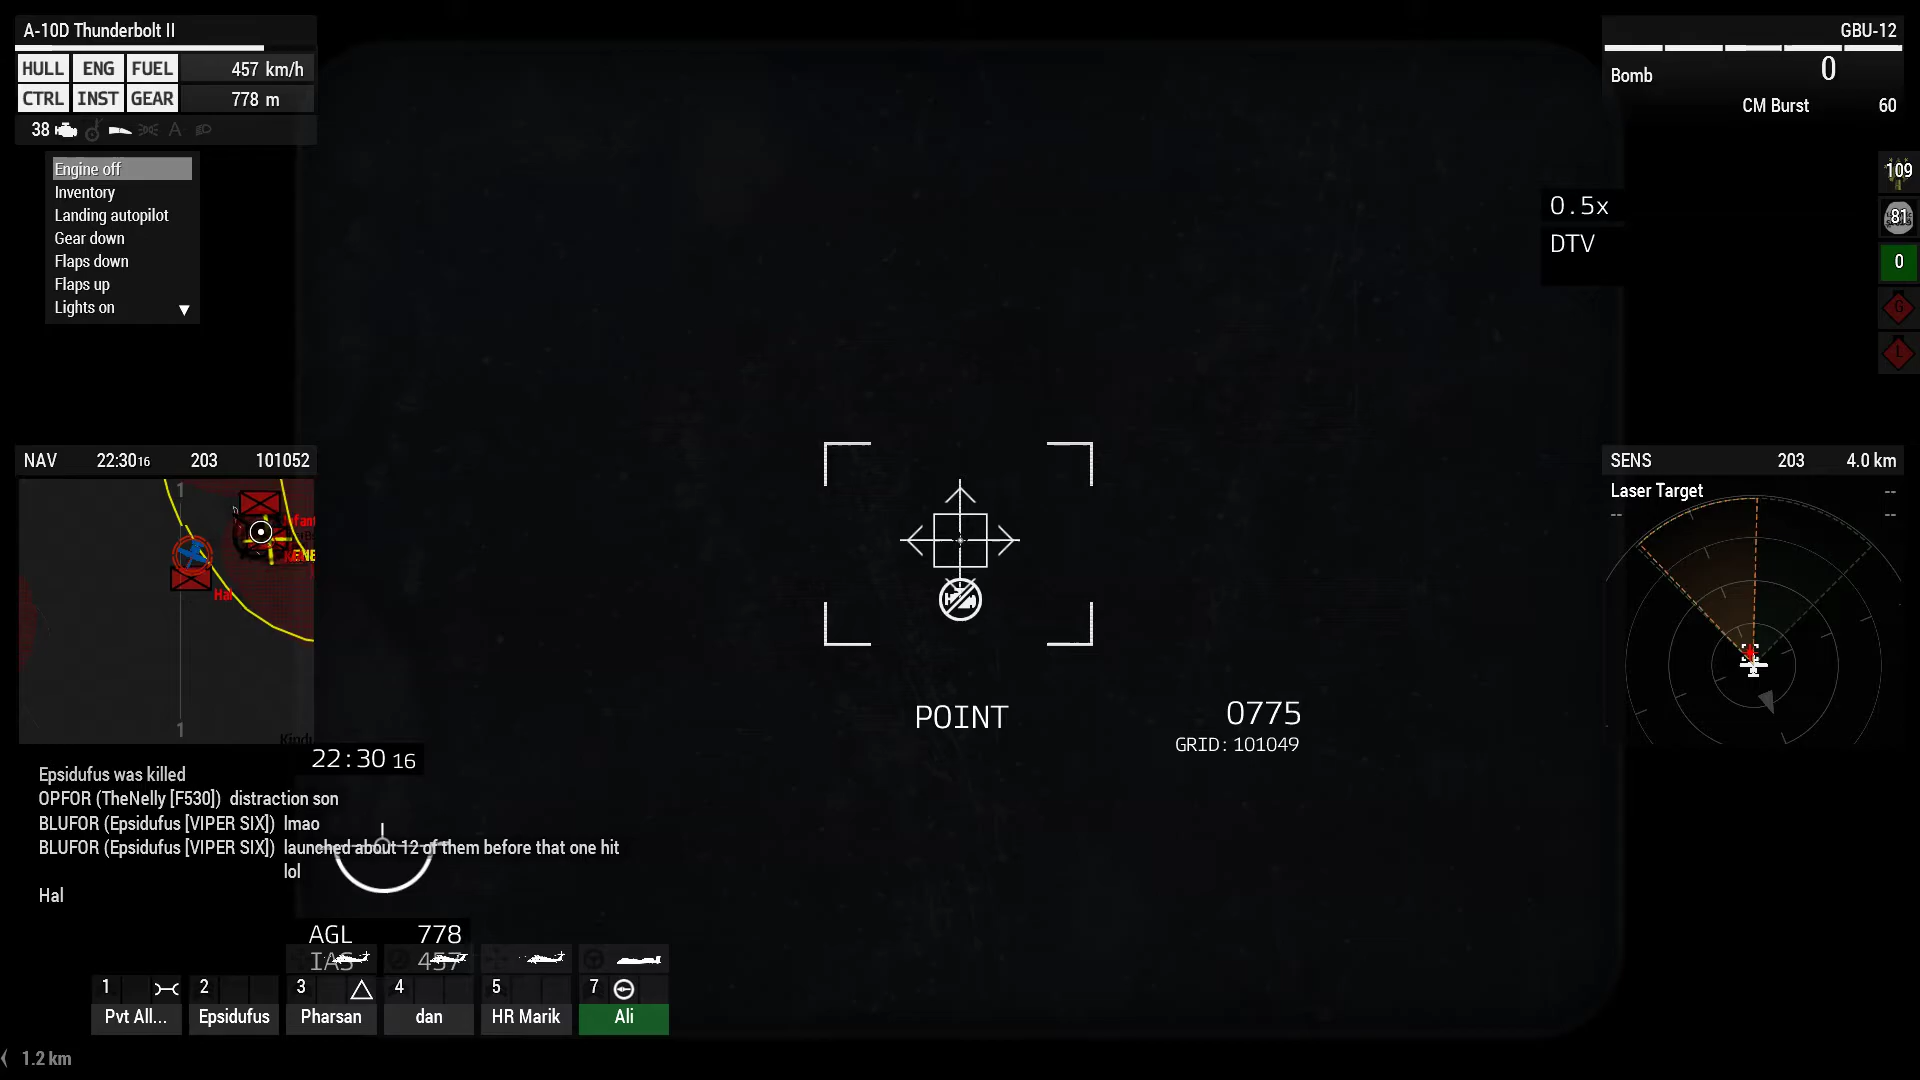 A-10D Thunderbolt II
HULL ENG FUEL 457 km/h
CTRL INST GEAR 778 m
38 A
Engine off
Inventory
Landing autopilot
Gear down
Flaps down
Flaps up
Lights on
GBU-12
Bomb 0
CM Burst 60
109
81
0
G
L
0.5x
DTV
NAV 22:30 16 203 101052
1
Hal
1
SENS 203 4.0 km
Laser Target --
-- --
POINT
0775
GRID: 101049
22:30 16
Epsidufus was killed
OPFOR (TheNelly [F530]) distraction son
BLUFOR (Epsidufus [VIPER SIX]) lmao
BLUFOR (Epsidufus [VIPER SIX]) launched about 12 of them before that one hit
lol
Hal
AGL 778
IAS 457
1 2 3 4 5 7
Pvt All... Epsidufus Pharsan dan HR Marik Ali
1.2 km